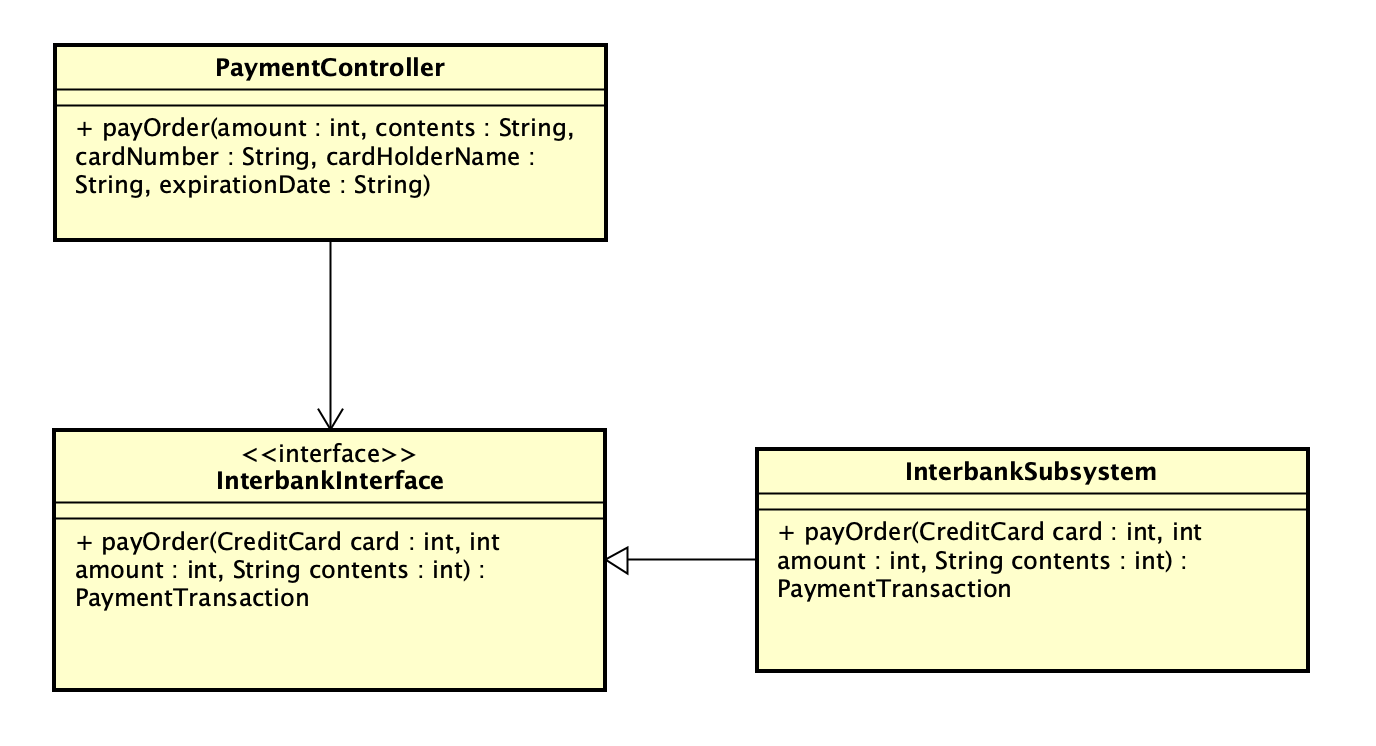 PaymentController
+ payOrder(amount : int, contents : String,
cardNumber : String, cardHolderName :
String, expirationDate : String)
<<interface>>
InterbankInterface
+ payOrder(CreditCard card : int, int
amount : int, String contents : int) :
PaymentTransaction
InterbankSubsystem
+ payOrder(CreditCard card : int, int
amount : int, String contents : int) :
PaymentTransaction